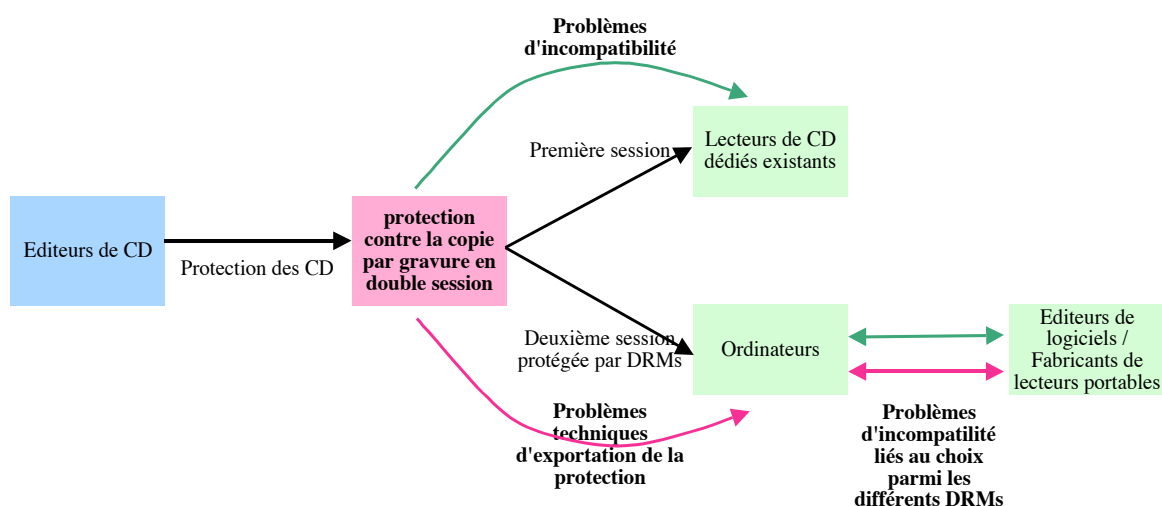 Problèmes
d'incompatibilité
Première session
Lecteurs de CD
dédiés existants
Editeurs de CD
Protection des CD
protection
contre la copie
par gravure en
double session
Deuxième session
protégée par DRMs
Ordinateurs
Editeurs de
logiciels /
Fabricants de
lecteurs portables
Problèmes
techniques
d'exportation de la
protection
Problèmes
d'incompatilité
liés au choix
parmi les
différents DRMs